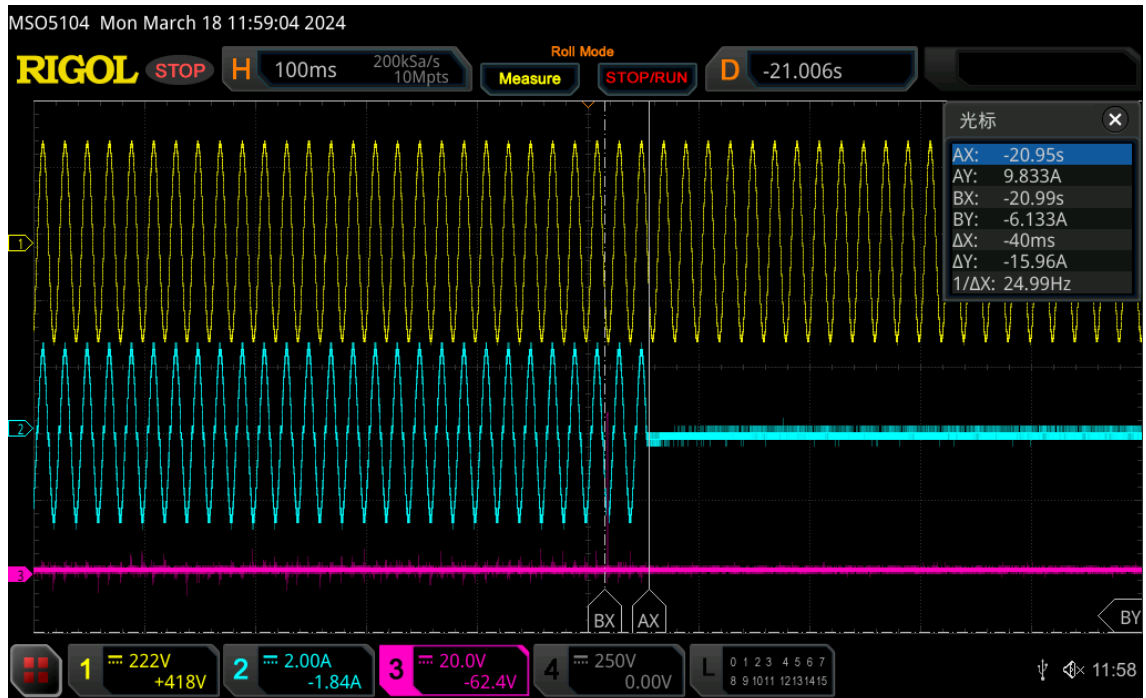 MSO5104 Mon March 18 11:59:04 2024
RIGOL STOP H 100ms 200kSa/s 10Mpts Roll Mode Measure STOP/RUN D -21.006s
光标
AX: -20.95s
AY: 9.833A
BX: -20.99s
BY: -6.133A
ΔX: -40ms
ΔY: -15.96A
1/ΔX: 24.99Hz
1
2
3
BX AX BY
1 222V +418V
2 2.00A -1.84A
3 20.0V -62.4V
4 250V 0.00V
L 0 1 2 3 4 5 6 7
8 9 10 11 12 13 14 15
11:58